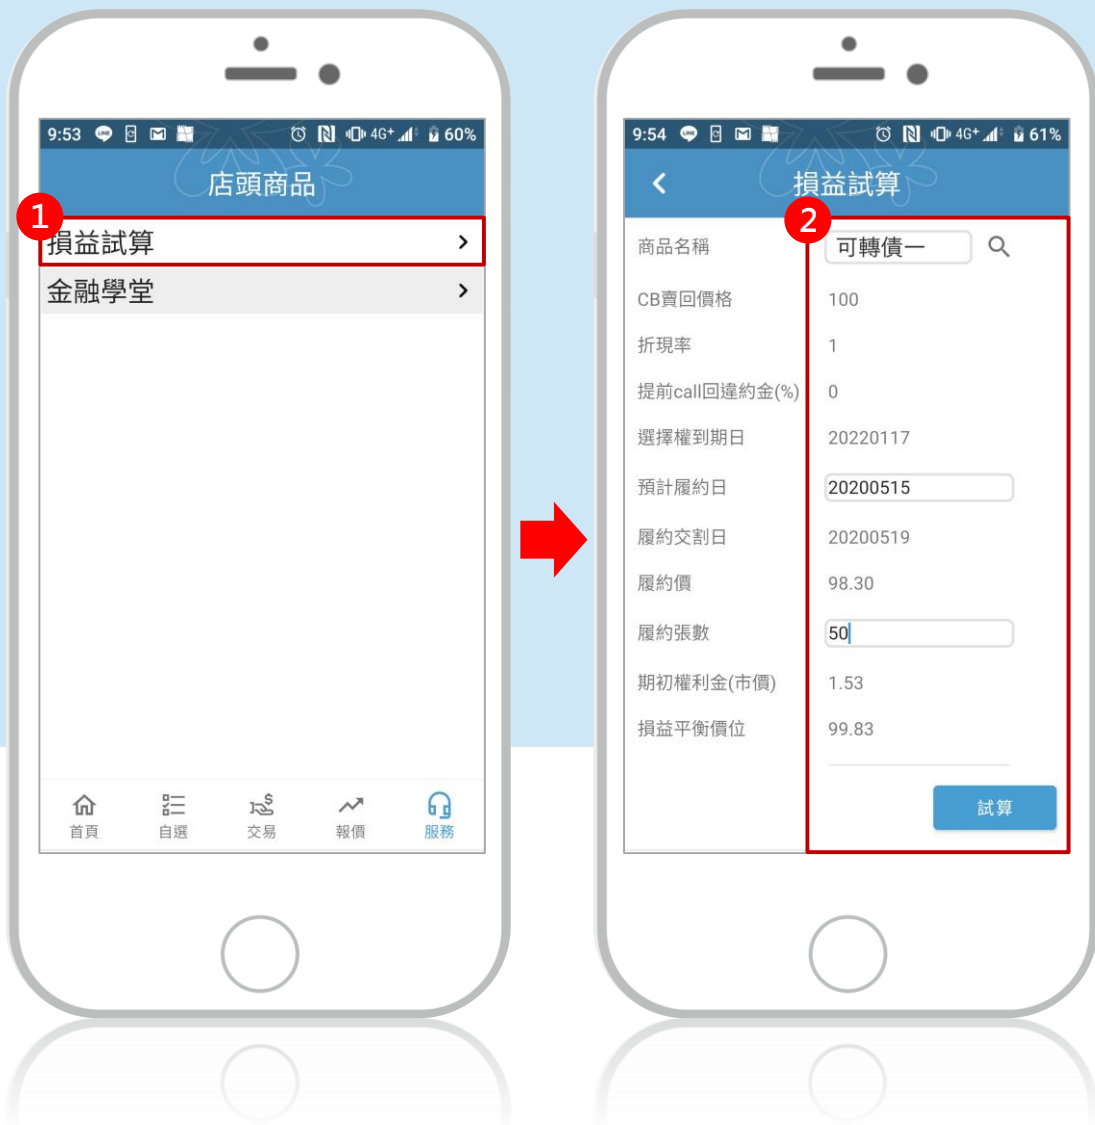 9:53
4G+
60%
店頭商品
1
損益試算
金融學堂
首頁
自選
交易
報價
服務
9:54
4G+
61%
損益試算
2
商品名稱
可轉債一
CB賣回價格
100
折現率
1
提前call回違約金(%)
0
選擇權到期日
20220117
預計履約日
20200515
履約交割日
20200519
履約價
98.30
履約張數
50
期初權利金(市價)
1.53
損益平衡價位
99.83
試算